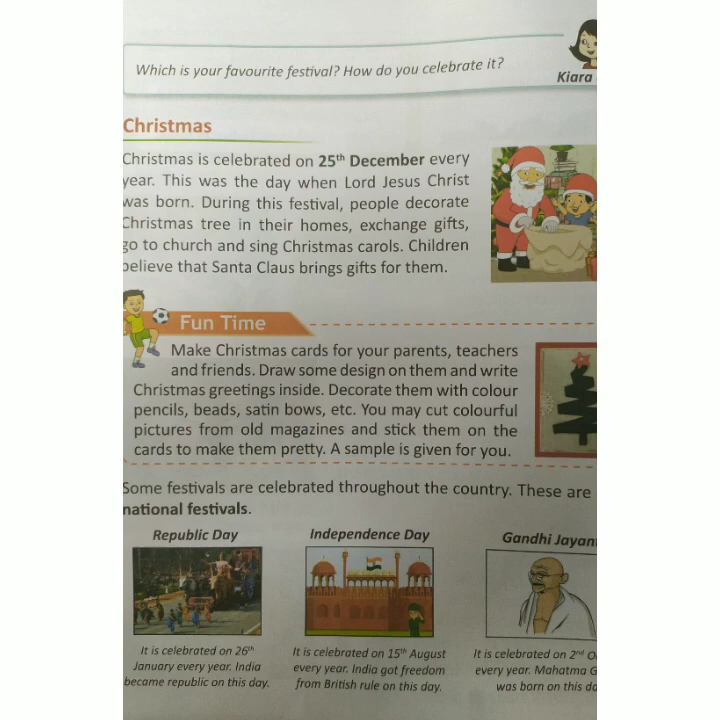 Which is your favourite festival? How do you celebrate it?
Kiara
Christmas
Christmas is celebrated on 25th December every
year. This was the day when Lord Jesus Christ
was born. During this festival, people decorate
Christmas tree in their homes, exchange gifts,
go to church and sing Christmas carols. Children
believe that Santa Claus brings gifts for them.
Fun Time
Make Christmas cards for your parents, teachers
and friends. Draw some design on them and write
Christmas greetings inside. Decorate them with colour
pencils, beads, satin bows, etc. You may cut colourful
pictures from old magazines and stick them on the
cards to make them pretty. A sample is given for you.
Some festivals are celebrated throughout the country. These are
national festivals.
Republic Day
It is celebrated on 26th
January every year. India
became republic on this day.
Independence Day
It is celebrated on 15th August
every year. India got freedom
from British rule on this day.
Gandhi
It is celebrated on 2nd
every year. Mahatma
was born on this